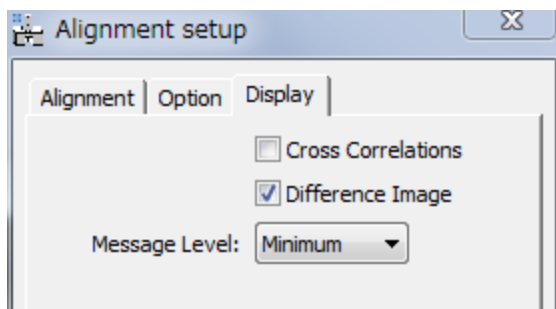 Alignment setup
Alignment Option Display
Cross Correlations
Difference Image
Message Level: Minimum